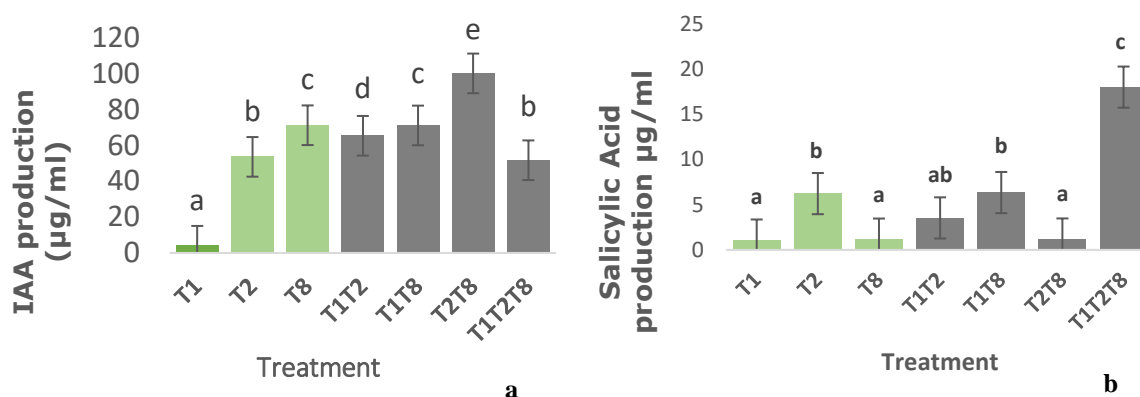 IAA production
(µg/ml)
120
100
80
60
40
20
0
a
b
c
d
c
e
b
T1
T2
T8
T1T2
T1T8
T2T8
T1T2T8
Treatment
a
Salicylic Acid
production µg/ml
25
20
15
10
5
0
a
b
a
ab
b
a
c
T1
T2
T8
T1T2
T1T8
T2T8
T1T2T8
Treatment
b